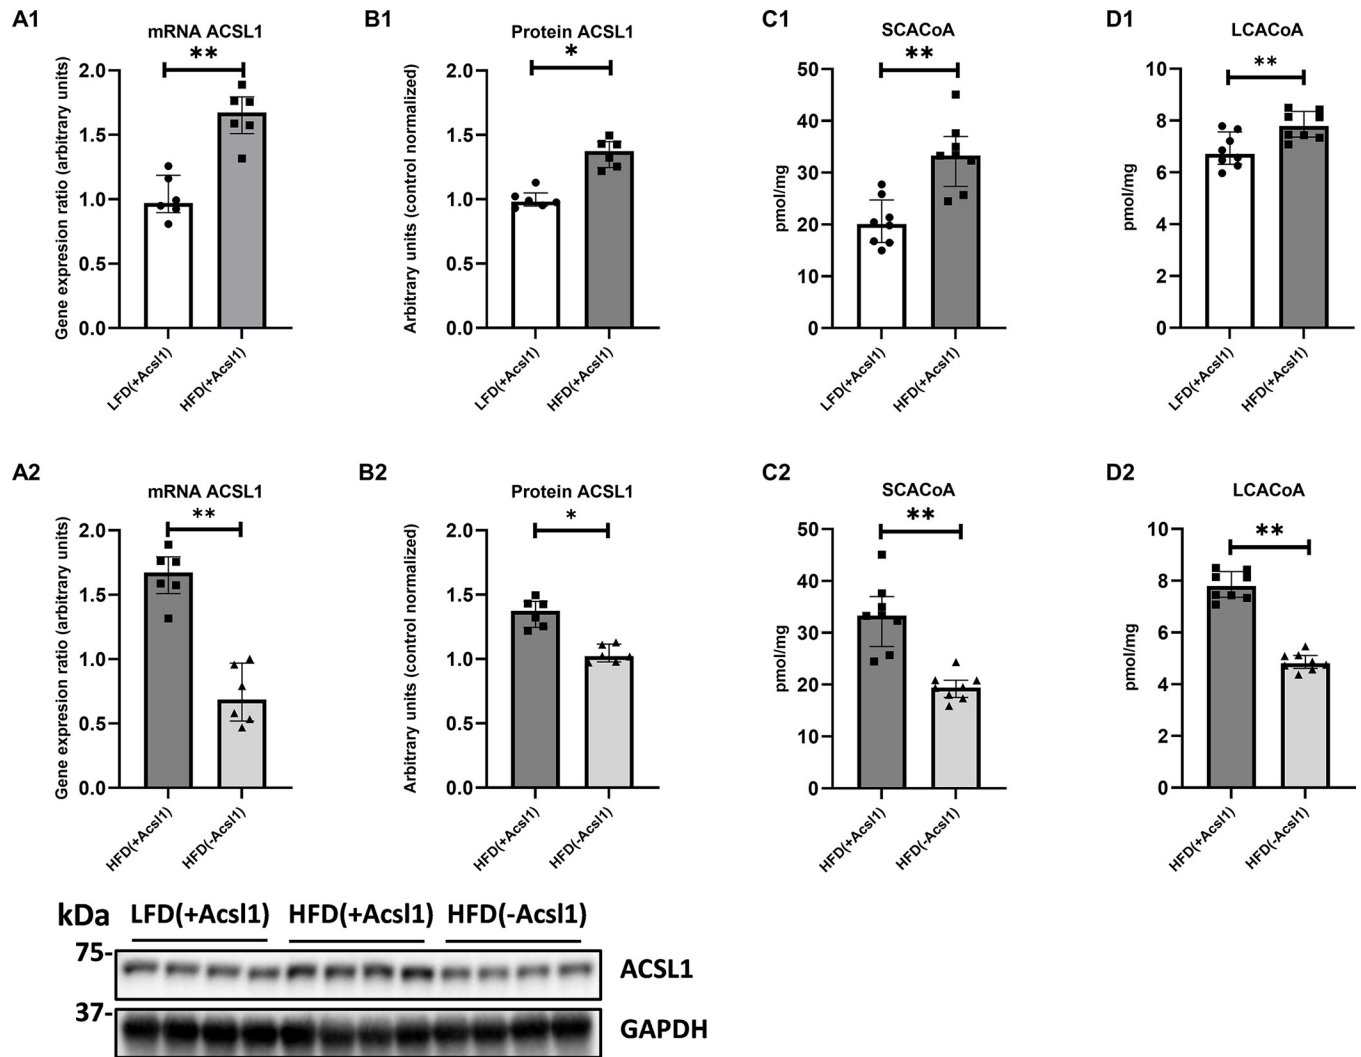 A1
mRNA ACSL1
**
Gene expresion ratio (arbitrary units)
2.0
1.5
1.0
0.5
0.0
LFD(+Acsl1)
HFD(+Acsl1)
B1
Protein ACSL1
*
Arbitrary units (control normalized)
2.0
1.5
1.0
0.5
0.0
LFD(+Acsl1)
HFD(+Acsl1)
C1
SCACoA
**
pmol/mg
50
40
30
20
10
0
LFD(+Acsl1)
HFD(+Acsl1)
D1
LCACoA
**
pmol/mg
10
8
6
4
2
0
LFD(+Acsl1)
HFD(+Acsl1)
A2
mRNA ACSL1
**
Gene expresion ratio (arbitrary units)
2.0
1.5
1.0
0.5
0.0
HFD(+Acsl1)
HFD(-Acsl1)
B2
Protein ACSL1
*
Arbitrary units (control normalized)
2.0
1.5
1.0
0.5
0.0
HFD(+Acsl1)
HFD(-Acsl1)
C2
SCACoA
**
pmol/mg
50
40
30
20
10
0
HFD(+Acsl1)
HFD(-Acsl1)
D2
LCACoA
**
pmol/mg
10
8
6
4
2
0
HFD(+Acsl1)
HFD(-Acsl1)
kDa LFD(+Acsl1) HFD(+Acsl1) HFD(-Acsl1)
75-
ACSL1
37-
GAPDH